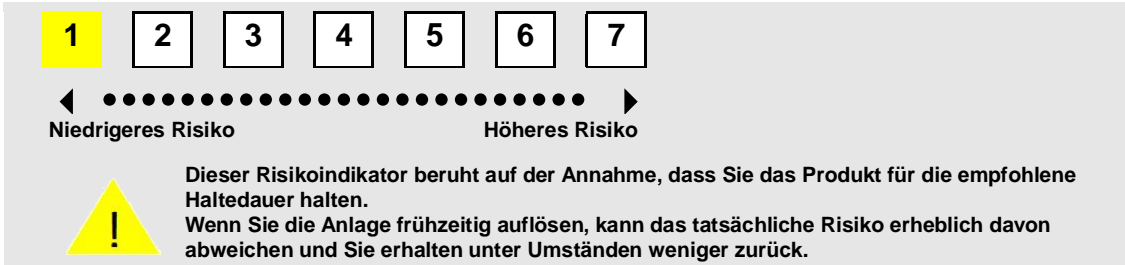 1 2 3 4 5 6 7
Niedrigeres Risiko Höheres Risiko
Dieser Risikoindikator beruht auf der Annahme, dass Sie das Produkt für die empfohlene
Haltedauer halten.
Wenn Sie die Anlage frühzeitig auflösen, kann das tatsächliche Risiko erheblich davon
abweichen und Sie erhalten unter Umständen weniger zurück.
!